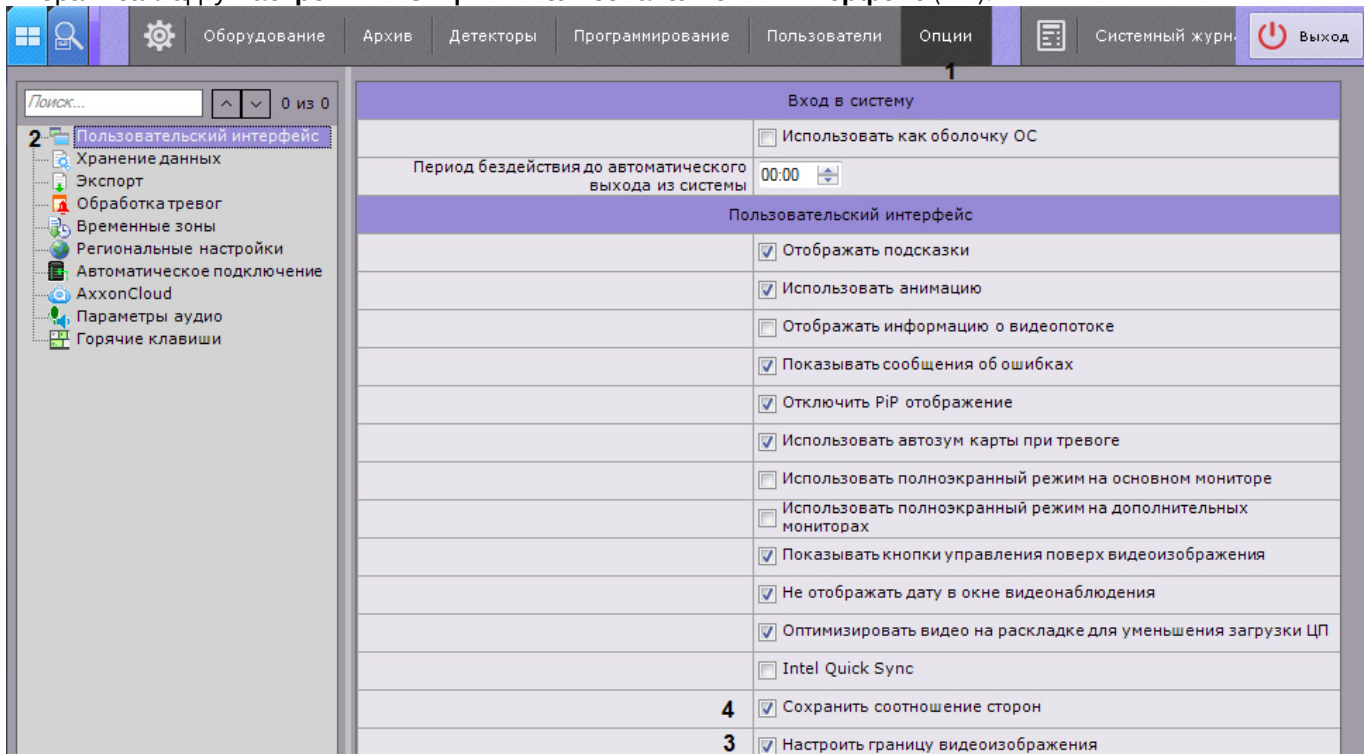 Оборудование Архив Детекторы Программирование Пользователи Опции Системный журн Выход
1
Поиск... 0 из 0
2 Пользовательский интерфейс
Хранение данных
Экспорт
Обработка тревог
Временные зоны
Региональные настройки
Автоматическое подключение
AxxonCloud
Параметры аудио
Горячие клавиши
Вход в систему
Использовать как оболочку ОС
Период бездействия до автоматического
выхода из системы 00:00
Пользовательский интерфейс
Отображать подсказки
Использовать анимацию
Отображать информацию о видеопотоке
Показывать сообщения об ошибках
Отключить PiP отображение
Использовать автозум карты при тревоге
Использовать полноэкранный режим на основном мониторе
Использовать полноэкранный режим на дополнительных
мониторах
Показывать кнопки управления поверх видеоизображения
Не отображать дату в окне видеонаблюдения
Оптимизировать видео на раскладке для уменьшения загрузки ЦП
Intel Quick Sync
4 Сохранить соотношение сторон
3 Настроить границу видеоизображения